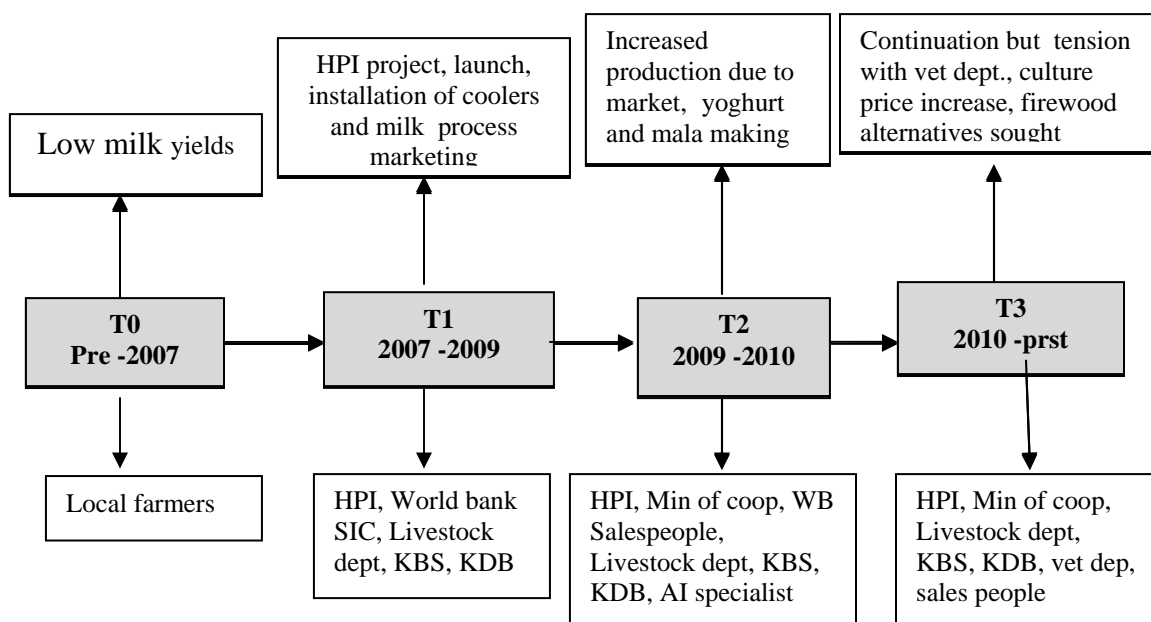 Low milk yields
HPI project, launch,
installation of coolers
and milk process
marketing
Increased
production due to
market, yoghurt
and mala making
Continuation but tension
with vet dept., culture
price increase, firewood
alternatives sought
T0
Pre -2007
T1
2007 -2009
T2
2009 -2010
T3
2010 -prst
Local farmers
HPI, World bank
SIC, Livestock
dept, KBS, KDB
HPI, Min of coop, WB
Salespeople,
Livestock dept, KBS,
KDB, AI specialist
HPI, Min of coop,
Livestock dept,
KBS, KDB, vet dep,
sales people